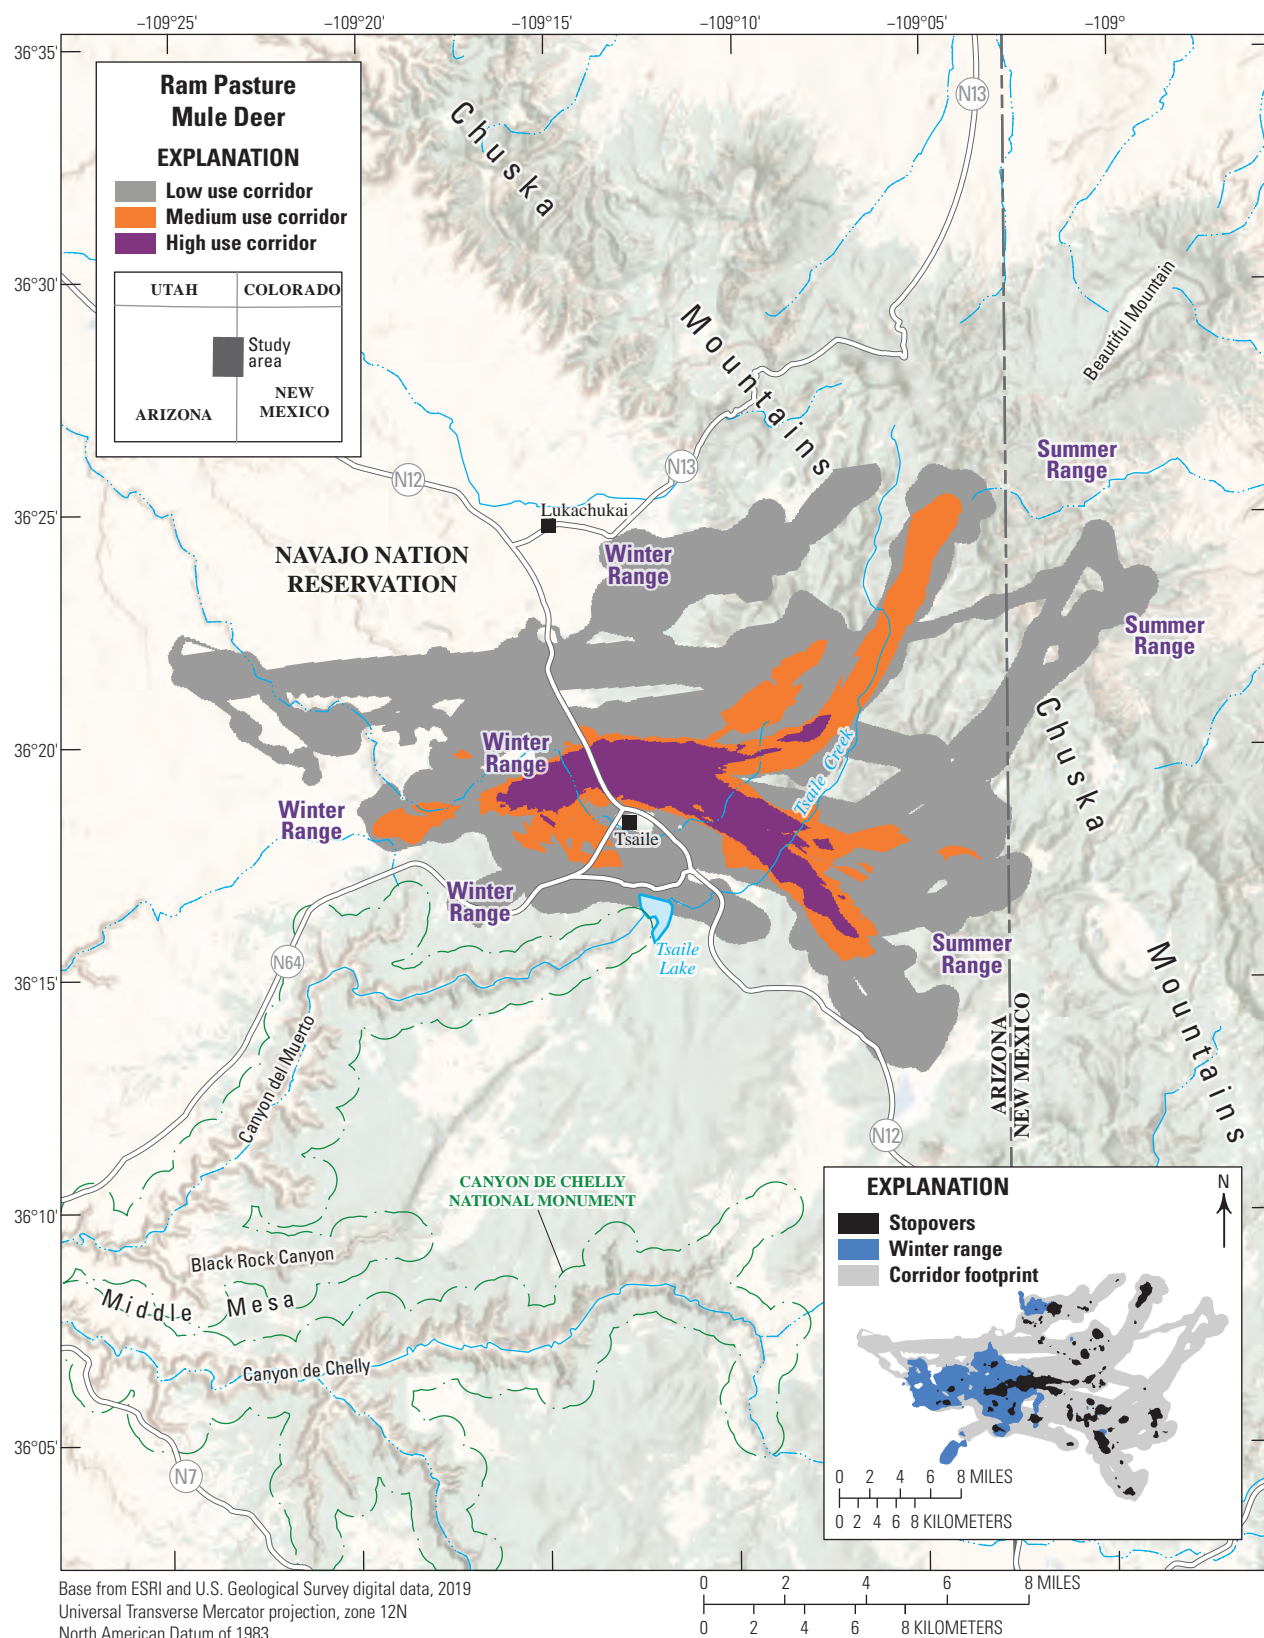 −109°25'
−109°20'
−109°15'
−109°10'
−109°05'
−109°
36°35'
36°30'
36°25'
36°20'
36°15'
36°10'
36°05'
Ram Pasture
Mule Deer
EXPLANATION
Low use corridor
Medium use corridor
High use corridor
UTAH
COLORADO
Study
area
ARIZONA
NEW
MEXICO
Chuska
Mountains
N13
Beautiful Mountain
Summer
Range
N12
N13
Lukachukai
NAVAJO NATION
RESERVATION
Winter
Range
Summer
Range
Chuska
Mountains
Winter
Range
Tsaile Creek
Winter
Range
Tsaile
Winter
Range
Summer
Range
Tsaile
Lake
N64
Canyon del Muerto
ARIZONA
NEW MEXICO
N12
CANYON DE CHELLY
NATIONAL MONUMENT
Black Rock Canyon
Middle Mesa
Canyon de Chelly
N7
EXPLANATION
N
Stopovers
Winter range
Corridor footprint
0 2 4 6 8 MILES
0 2 4 6 8 KILOMETERS
Base from ESRI and U.S. Geological Survey digital data, 2019
Universal Transverse Mercator projection, zone 12N
North American Datum of 1983
0 2 4 6 8 MILES
0 2 4 6 8 KILOMETERS